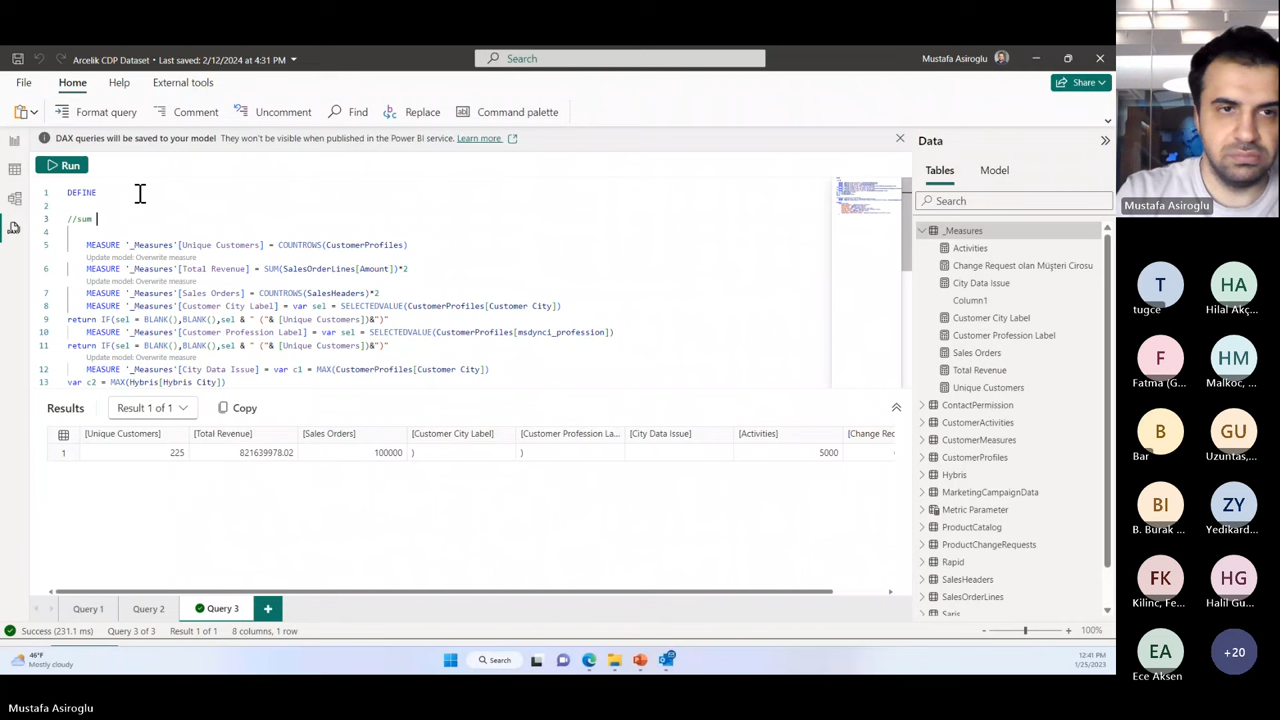 Arcelik CDP Dataset • Last saved: 2/12/2024 at 4:31 PM
Search
Mustafa Asiroglu
File
Home
Help
External tools
Share
Format query
Comment
Uncomment
Find
Replace
Command palette
DAX queries will be saved to your model They won't be visible when published in the Power BI service. Learn more
Run
1 DEFINE
2
3 //sum
4
5 MEASURE '_Measures'[Unique Customers] = COUNTROWS(CustomerProfiles)
Update model: Overwrite measure
6 MEASURE '_Measures'[Total Revenue] = SUM(SalesOrderLines[Amount])*2
Update model: Overwrite measure
7 MEASURE '_Measures'[Sales Orders] = COUNTROWS(SalesHeaders)*2
8 MEASURE '_Measures'[Customer City Label] = var sel = SELECTEDVALUE(CustomerProfiles[Customer City])
9 return IF(sel = BLANK(),BLANK(),sel & " ("& [Unique Customers])&")"
10 MEASURE '_Measures'[Customer Profession Label] = var sel = SELECTEDVALUE(CustomerProfiles[msdynci_profession])
11 return IF(sel = BLANK(),BLANK(),sel & " ("& [Unique Customers])&")"
Update model: Overwrite measure
12 MEASURE '_Measures'[City Data Issue] = var c1 = MAX(CustomerProfiles[Customer City])
13 var c2 = MAX(Hybris[Hybris City])
Results
Result 1 of 1
Copy
[Unique Customers] [Total Revenue] [Sales Orders] [Customer City Label] [Customer Profession La... [City Data Issue] [Activities] [Change Rec
1 225 821639978.02 100000 ) ) 5000
Query 1
Query 2
Query 3
+
Success (231.1 ms) Query 3 of 3 Result 1 of 1 8 columns, 1 row
- + 100%
Data
Tables
Model
Search
_Measures
Activities
Change Request olan Müşteri Cirosu
City Data Issue
Column1
Customer City Label
Customer Profession Label
Sales Orders
Total Revenue
Unique Customers
ContactPermission
CustomerActivities
CustomerMeasures
CustomerProfiles
Hybris
MarketingCampaignData
Metric Parameter
ProductCatalog
ProductChangeRequests
Rapid
SalesHeaders
SalesOrderLines
46°F
Mostly cloudy
Search
12:41 PM
1/25/2023
Mustafa Asiroglu
T
tugce
HA
Hilal Akç...
F
Fatma (G...
HM
Malkoc, ...
B
Bar
GU
Uzuntas,...
BI
B. Burak ...
ZY
Yedikard...
FK
Kilinc, Fe...
HG
Halil Gu...
EA
Ece Aksen
+20
Mustafa Asiroglu